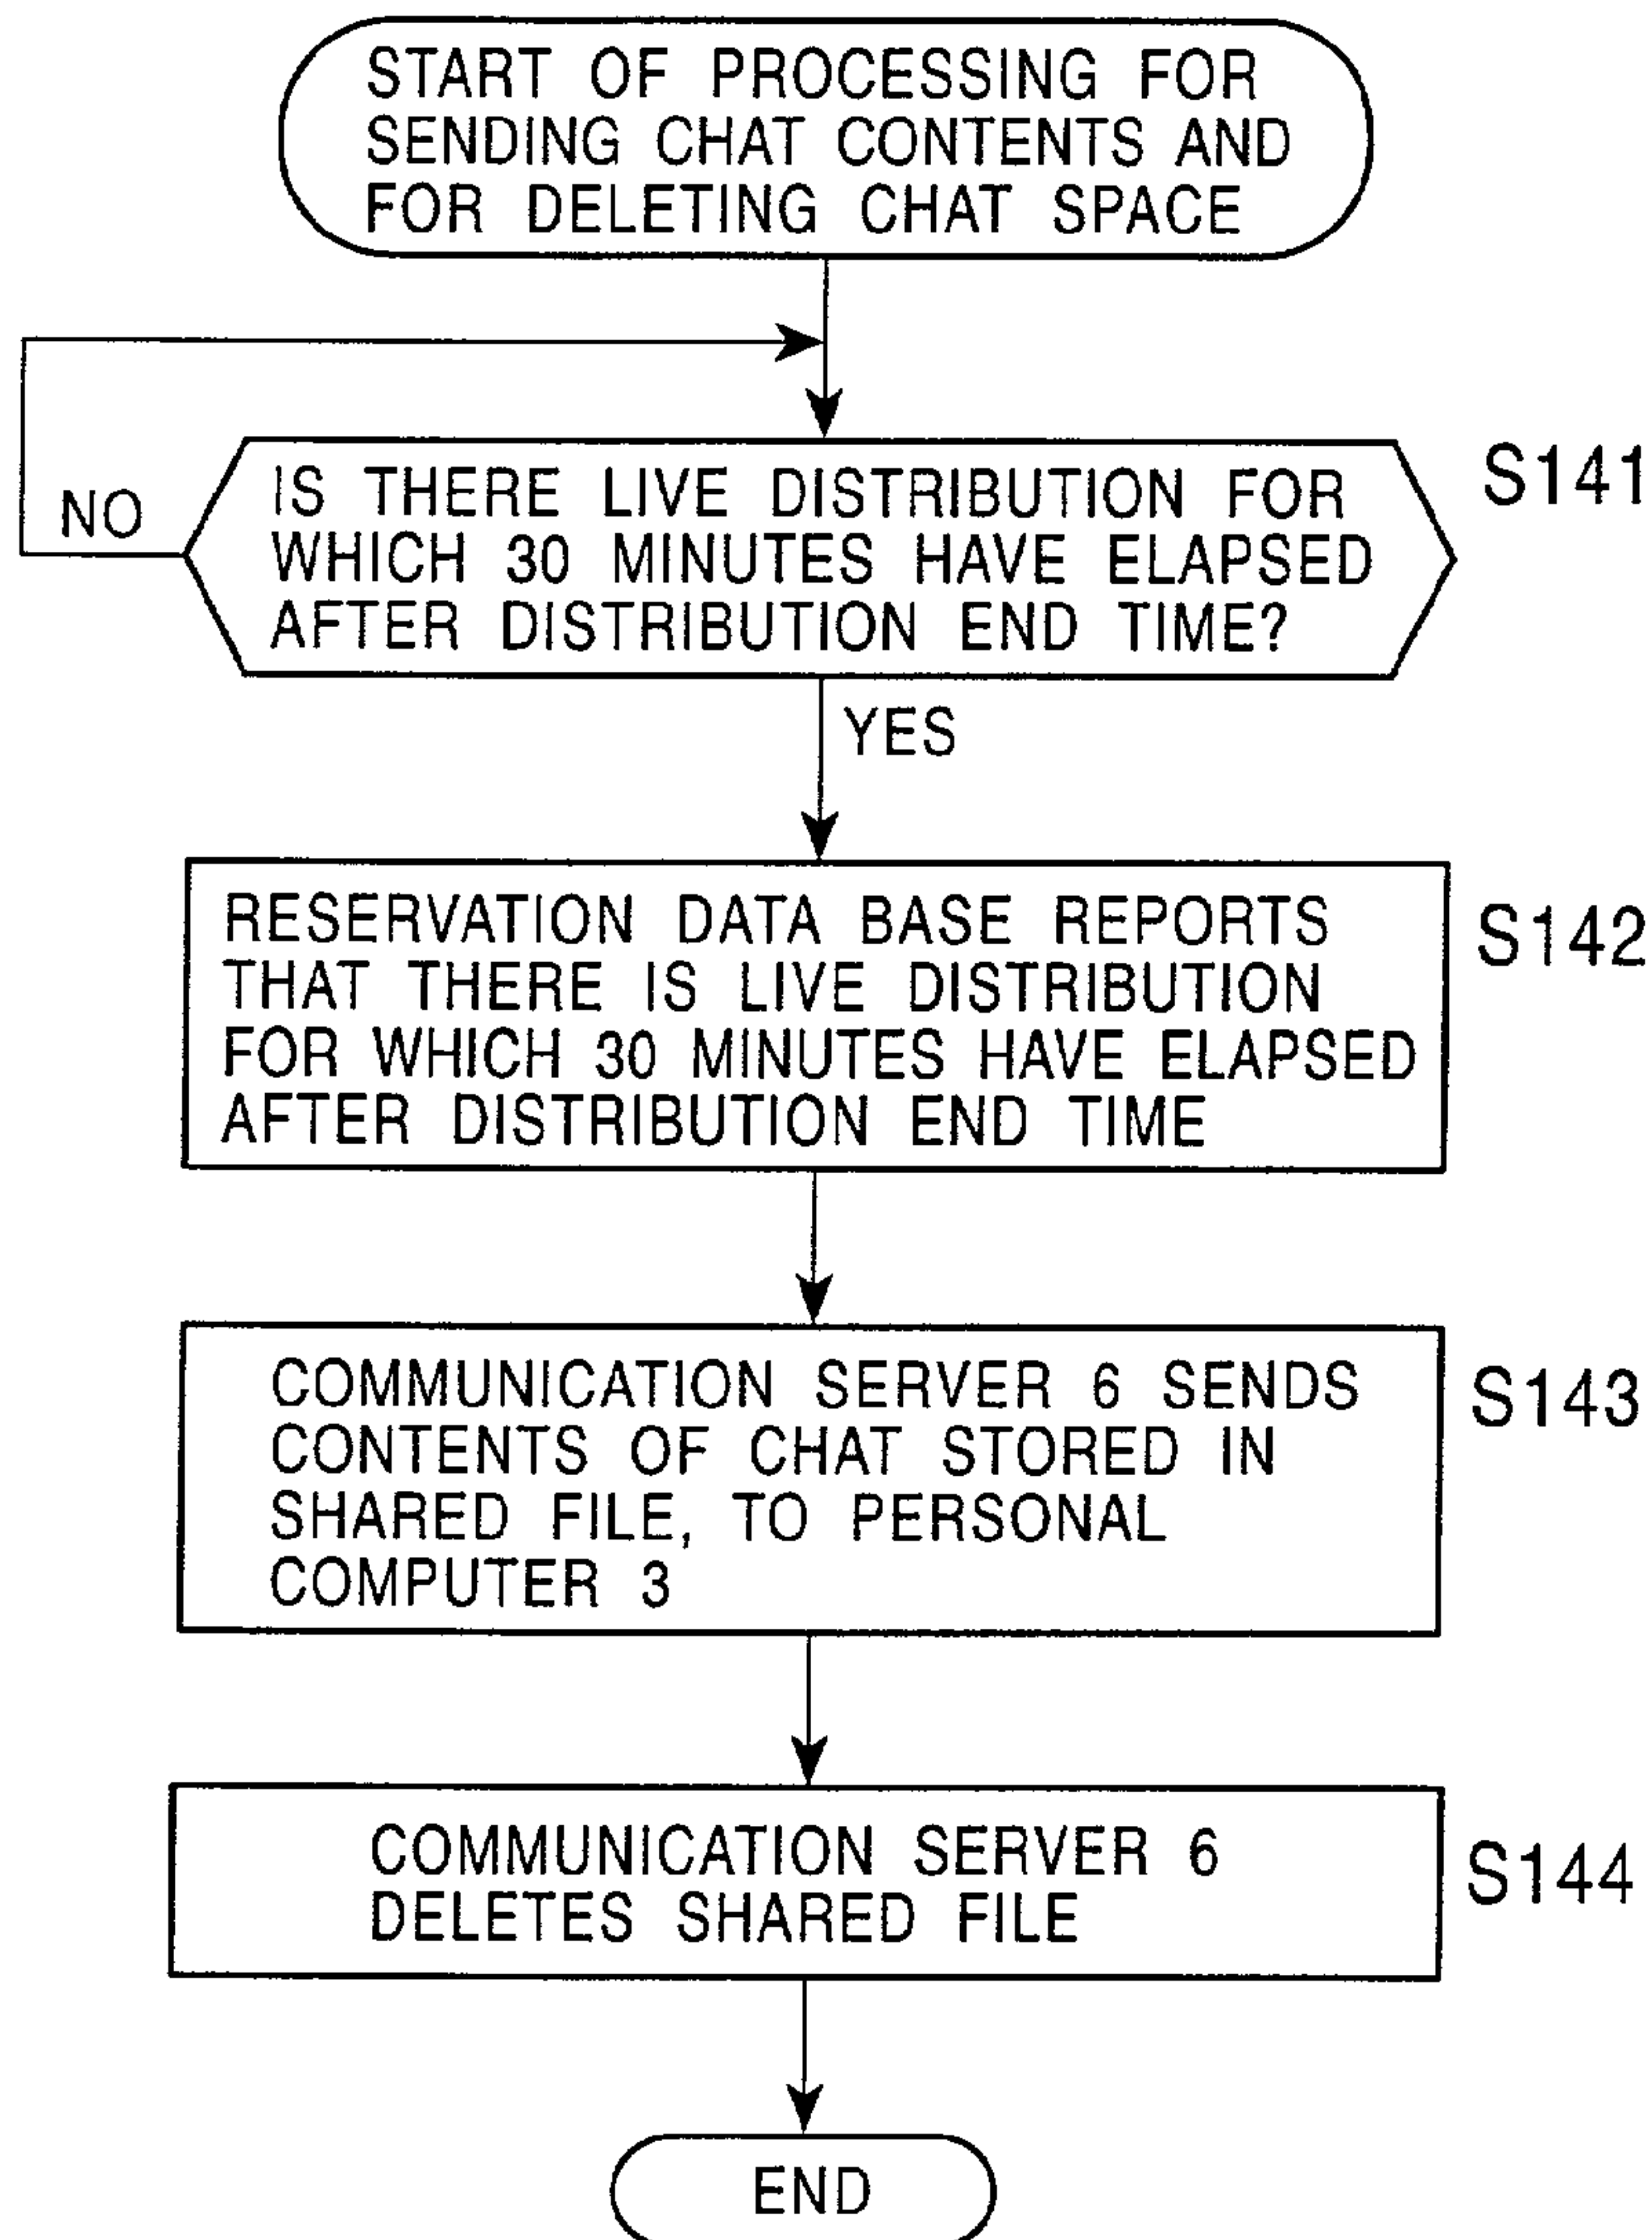 START OF PROCESSING FOR
SENDING CHAT CONTENTS AND
FOR DELETING CHAT SPACE
NO
IS THERE LIVE DISTRIBUTION FOR
WHICH 30 MINUTES HAVE ELAPSED
AFTER DISTRIBUTION END TIME?
S141
YES
RESERVATION DATA BASE REPORTS
THAT THERE IS LIVE DISTRIBUTION
FOR WHICH 30 MINUTES HAVE ELAPSED
AFTER DISTRIBUTION END TIME
S142
COMMUNICATION SERVER 6 SENDS
CONTENTS OF CHAT STORED IN
SHARED FILE, TO PERSONAL
COMPUTER 3
S143
COMMUNICATION SERVER 6
DELETES SHARED FILE
S144
END